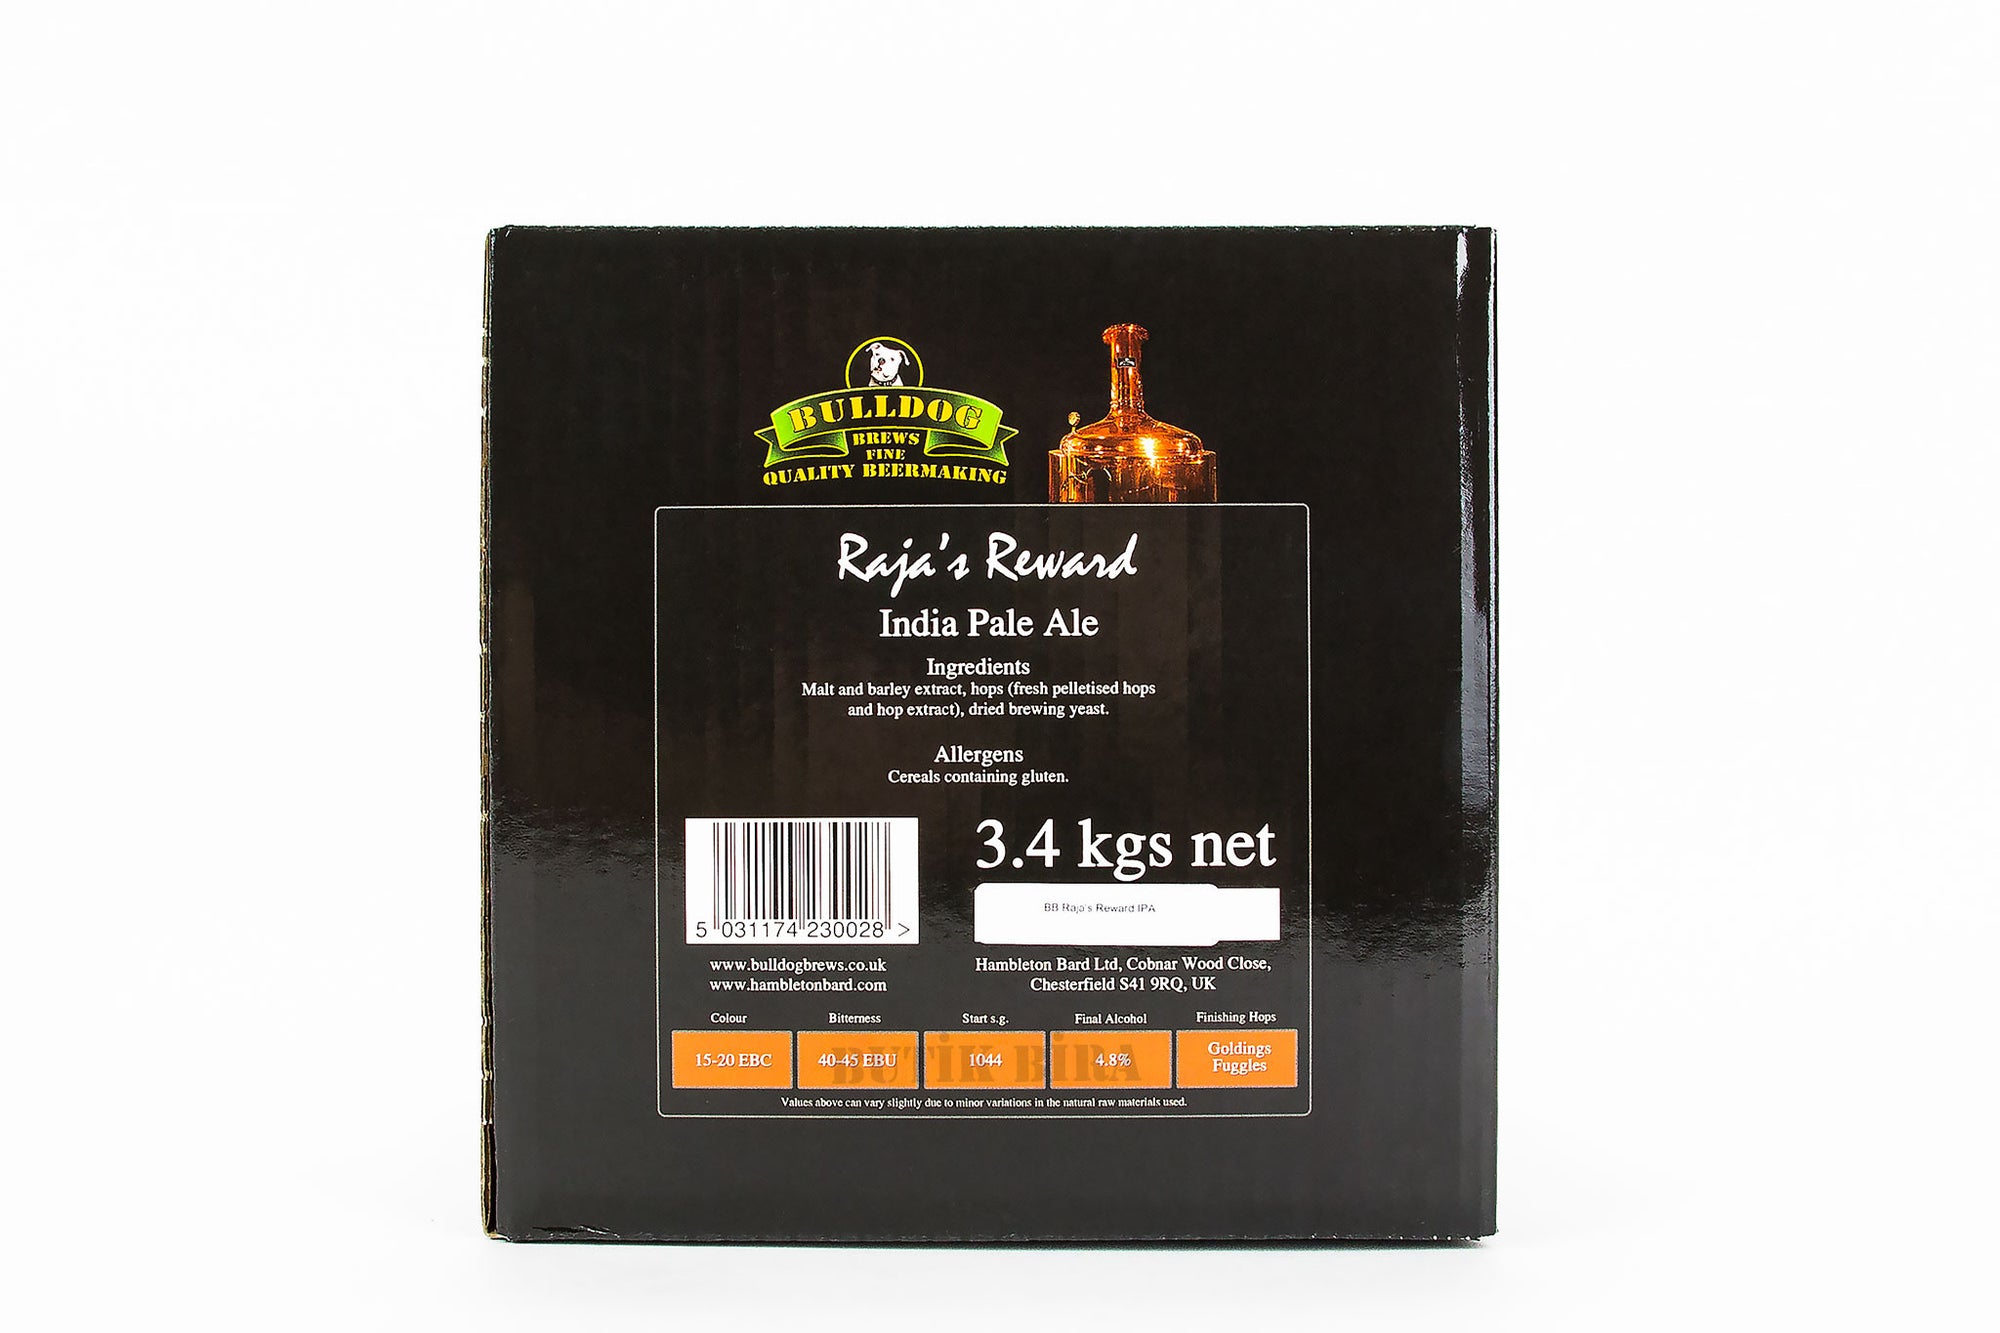 BULLDOG
BREWS
FINE
QUALITY BEERMAKING
Raja's Reward
India Pale Ale
Ingredients
Malt and barley extract, hops (fresh pelletised hops
and hop extract), dried brewing yeast.
Allergens
Cereals containing gluten.
5 031174 230028 >
3.4 kgs net
BB Raja's Reward IPA
www.bulldogbrews.co.uk
www.hambletonbard.com
Hambleton Bard Ltd, Cobnar Wood Close,
Chesterfield S41 9RQ, UK
Colour Bitterness Start s.g. Final Alcohol Finishing Hops
15-20 EBC 40-45 EBU 1044 4.8% Goldings
Fuggles
BUTİK BİRA
Values above can vary slightly due to minor variations in the natural raw materials used.